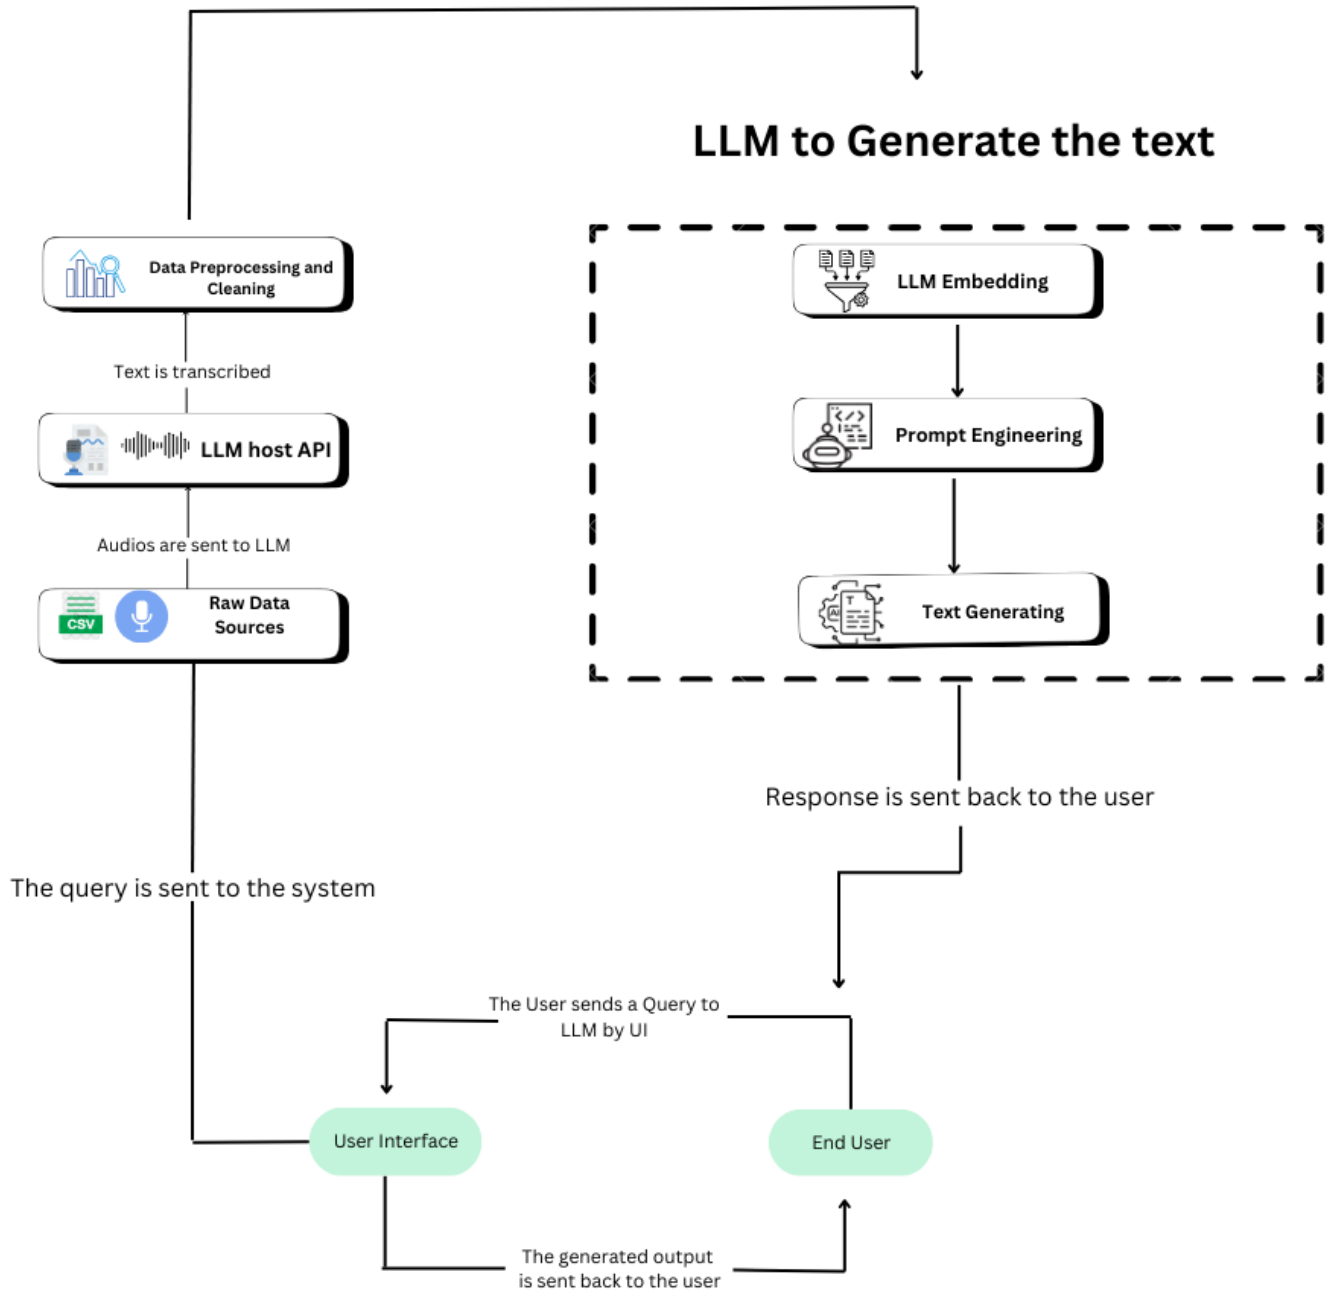 LLM to Generate the text
Data Preprocessing and
Cleaning
Text is transcribed
LLM host API
Audios are sent to LLM
CSV
Raw Data
Sources
LLM Embedding
</>
Prompt Engineering
AI
T
Text Generating
Response is sent back to the user
The query is sent to the system
The User sends a Query to
LLM by UI
User Interface
End User
The generated output
is sent back to the user